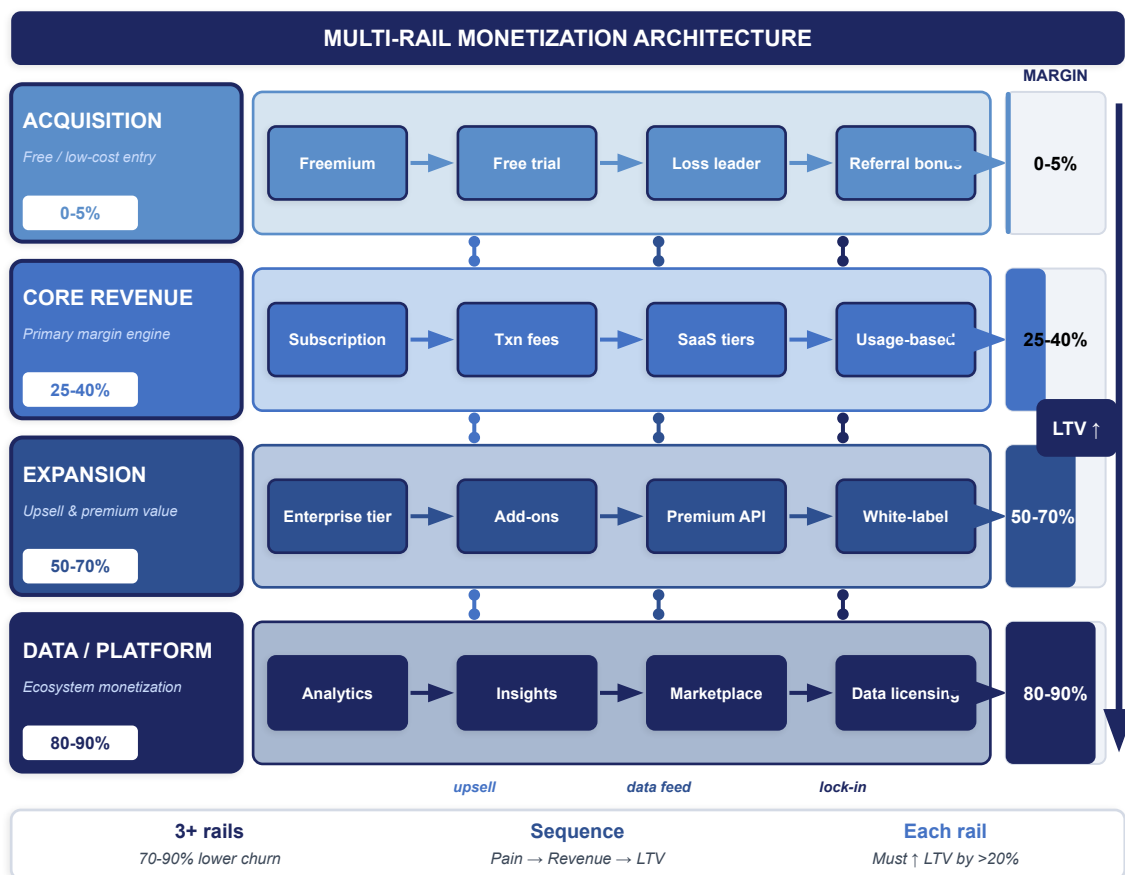 MULTI-RAIL MONETIZATION ARCHITECTURE
MARGIN
ACQUISITION
Free / low-cost entry
0-5%
Freemium
Free trial
Loss leader
Referral bonus
0-5%
CORE REVENUE
Primary margin engine
25-40%
Subscription
Txn fees
SaaS tiers
Usage-based
25-40%
LTV ↑
EXPANSION
Upsell & premium value
50-70%
Enterprise tier
Add-ons
Premium API
White-label
50-70%
DATA / PLATFORM
Ecosystem monetization
80-90%
Analytics
Insights
Marketplace
Data licensing
80-90%
upsell
data feed
lock-in
3+ rails
70-90% lower churn
Sequence
Pain → Revenue → LTV
Each rail
Must ↑ LTV by >20%